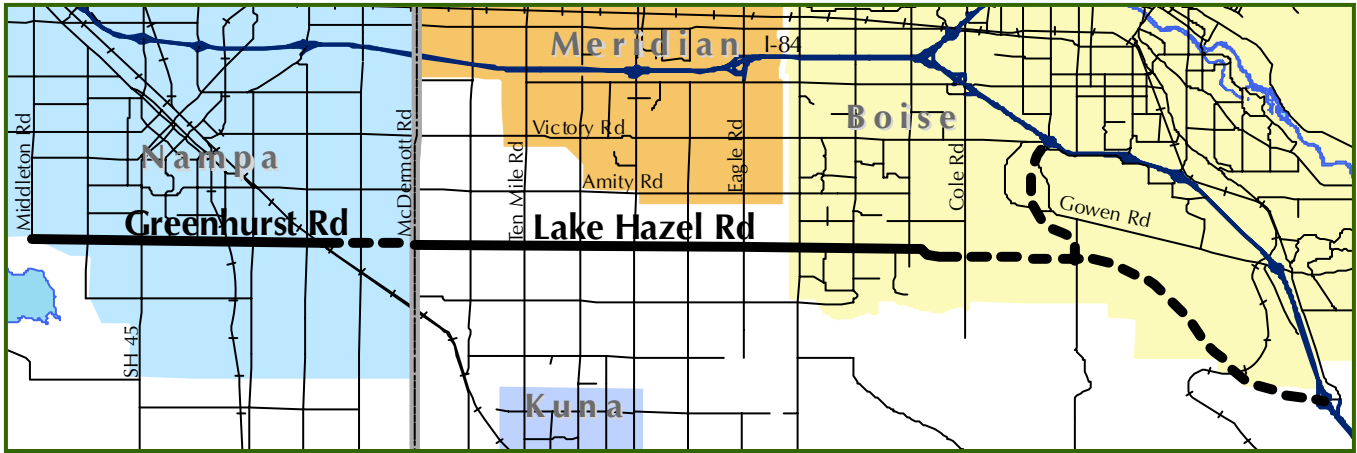 Meridian
I-84
Boise
Victory Rd
Nampa
Amity Rd
Middleton Rd
McDermott Rd
Ten Mile Rd
Eagle Rd
Cole Rd
Gowen Rd
Greenhurst Rd
Lake Hazel Rd
SH 45
Kuna